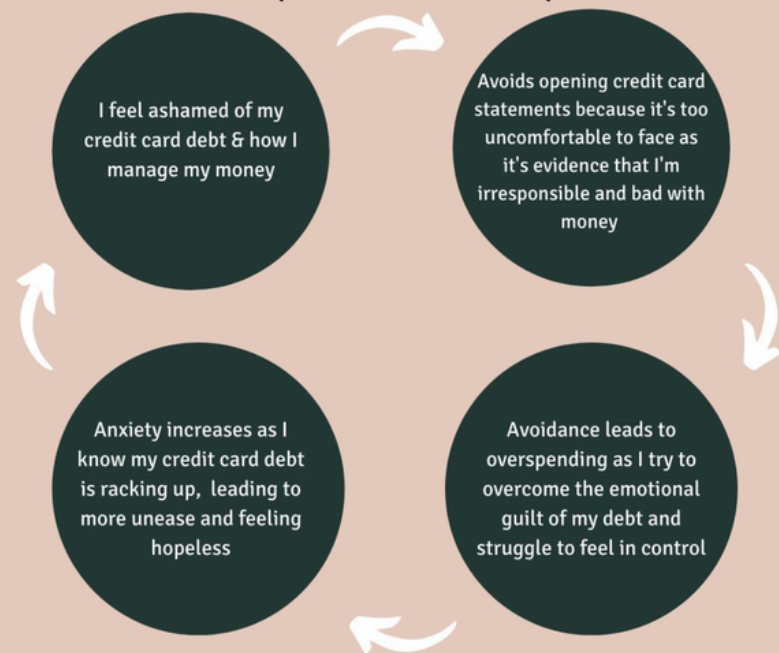 I feel ashamed of my
credit card debt & how I
manage my money
Avoids opening credit card
statements because it's too
uncomfortable to face as
it's evidence that I'm
irresponsible and bad with
money
Avoidance leads to
overspending as I try to
overcome the emotional
guilt of my debt and
struggle to feel in control
Anxiety increases as I
know my credit card debt
is racking up, leading to
more unease and feeling
hopeless